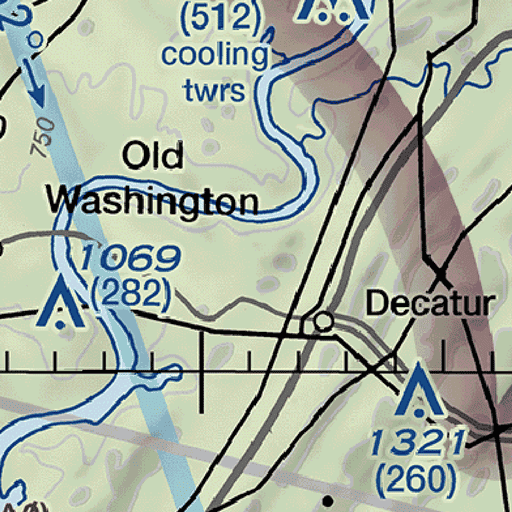 (512)
cooling
twrs
750
Old
Washington
1069
(282)
Decatur
1321
(260)